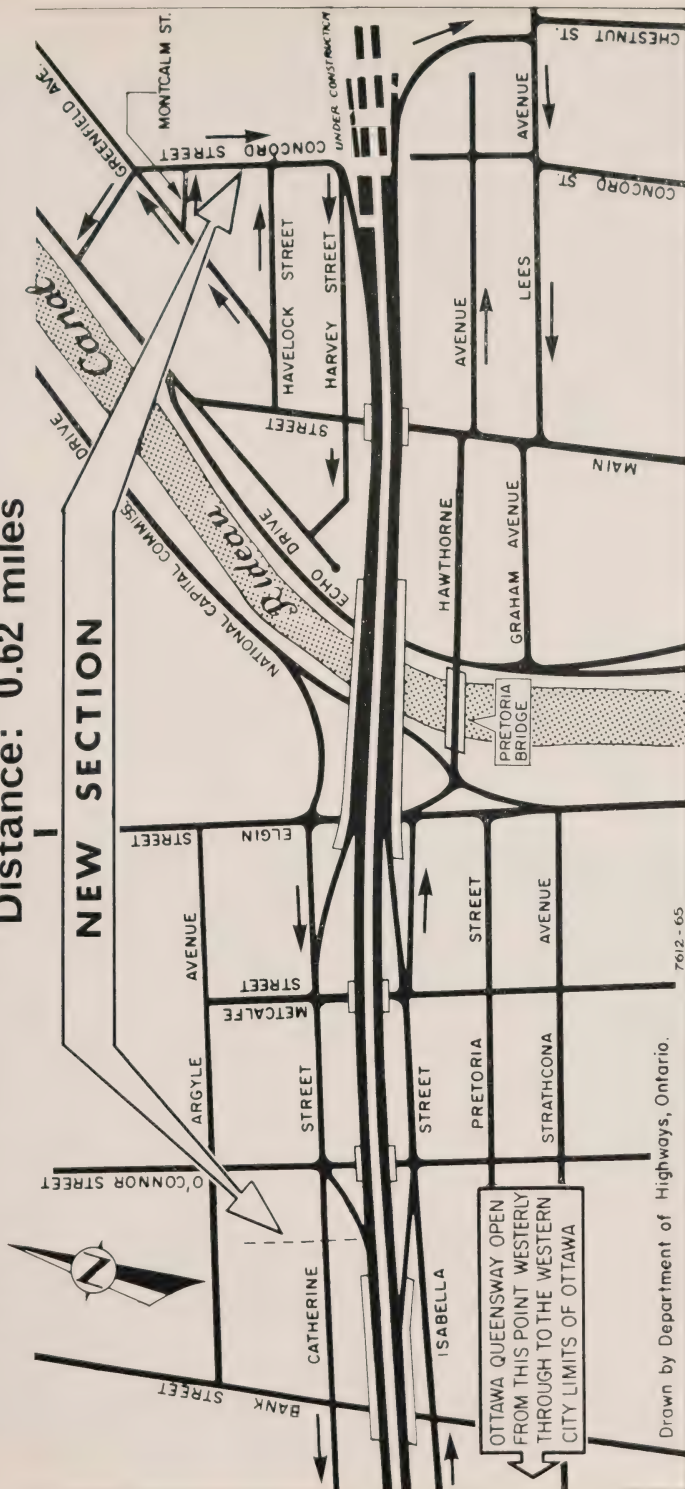 Distance: 0.62 miles
NEW SECTION
GREENFIELD AVE.
MONTCALM ST.
CONCORD STREET
UNDER CONSTRUCTION
CHESTNUT ST.
Canal
Rideau
DRIVE
NATIONAL CAPITAL COMMISS.
ECHO DRIVE
HAVELOCK STREET
HARVEY STREET
STREET
MAIN
AVENUE
LEES
AVENUE
CONCORD ST.
HAWTHORNE
GRAHAM AVENUE
PRETORIA
BRIDGE
ELGIN STREET
ARGYLE AVENUE
METCALFE STREET
O'CONNOR STREET
BANK STREET
CATHERINE STREET
ISABELLA STREET
PRETORIA STREET
STRATHCONA AVENUE
N
OTTAWA QUEENSWAY OPEN
FROM THIS POINT WESTERLY
THROUGH TO THE WESTERN
CITY LIMITS OF OTTAWA
7612-65
Drawn by Department of Highways, Ontario.